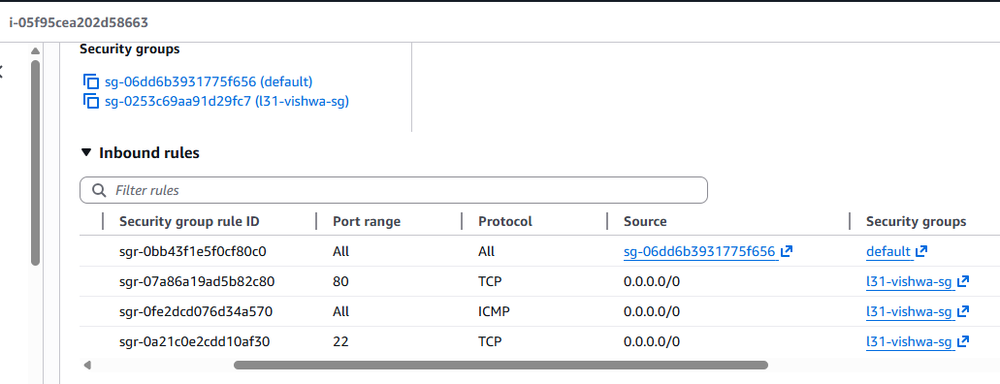 i-05f95cea202d58663
Security groups
sg-06dd6b3931775f656 (default)
sg-0253c69aa91d29fc7 (l31-vishwa-sg)
Inbound rules
Filter rules
Security group rule ID Port range Protocol Source Security groups
sgr-0bb43f1e5f0cf80c0 All All sg-06dd6b3931775f656 default
sgr-07a86a19ad5b82c80 80 TCP 0.0.0.0/0 l31-vishwa-sg
sgr-0fe2dcd076d34a570 All ICMP 0.0.0.0/0 l31-vishwa-sg
sgr-0a21c0e2cdd10af30 22 TCP 0.0.0.0/0 l31-vishwa-sg